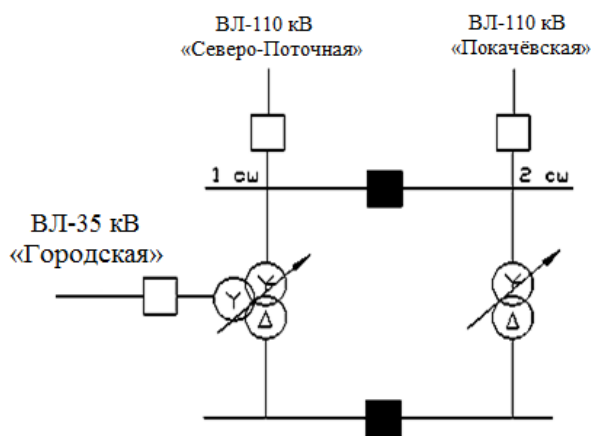 ВЛ-110 кВ
«Северо-Поточная»
ВЛ-110 кВ
«Покачёвская»
1 сш
2 сш
ВЛ-35 кВ
«Городская»